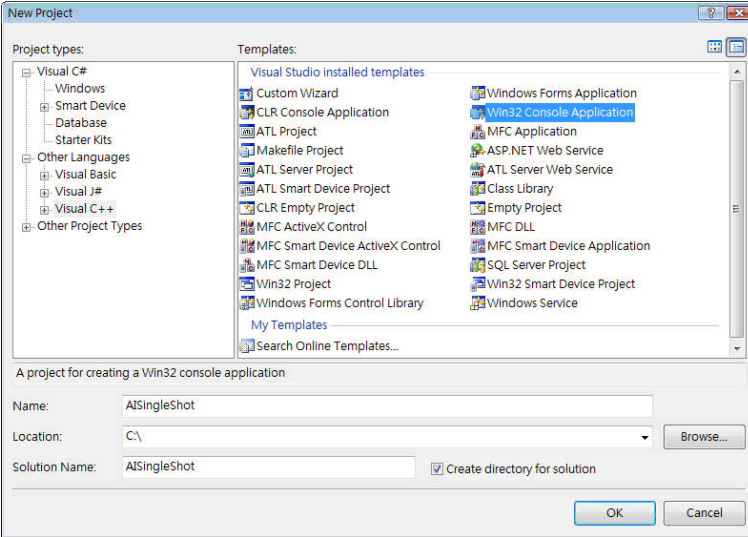 New Project
Project types:
Templates:
Visual C#
Windows
Smart Device
Database
Starter Kits
Other Languages
Visual Basic
Visual J#
Visual C++
Other Project Types
Visual Studio installed templates
Custom Wizard
Windows Forms Application
CLR Console Application
Win32 Console Application
ATL Project
MFC Application
Makefile Project
ASP.NET Web Service
ATL Server Project
ATL Server Web Service
ATL Smart Device Project
Class Library
CLR Empty Project
Empty Project
MFC ActiveX Control
MFC DLL
MFC Smart Device ActiveX Control
MFC Smart Device Application
MFC Smart Device DLL
SQL Server Project
Win32 Project
Win32 Smart Device Project
Windows Forms Control Library
Windows Service
My Templates
Search Online Templates...
A project for creating a Win32 console application
Name:
AISingleShot
Location:
C:\
Browse...
Solution Name:
AISingleShot
Create directory for solution
OK
Cancel